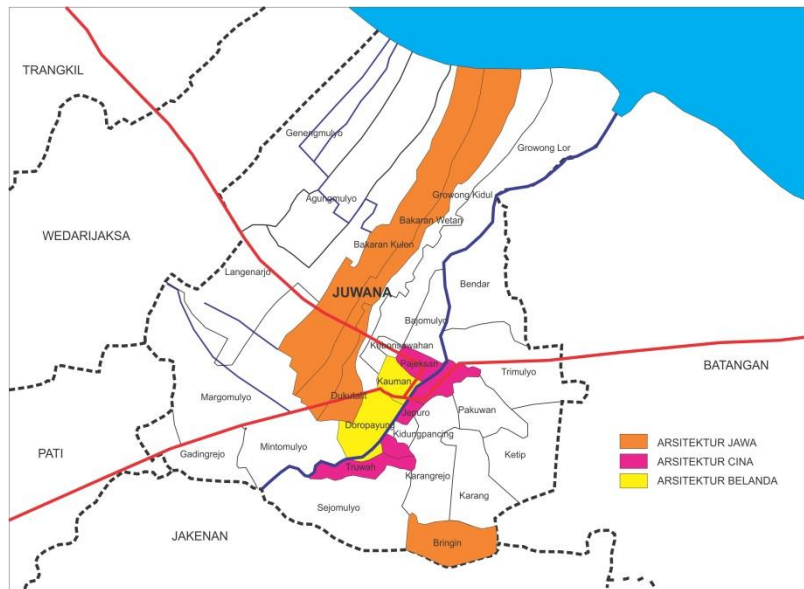 TRANGKIL
Genengmulyo
Growong Lor
Agungmulyo
Growong Kidul
Bakaran Wetan
WEDARIJAKSA
Bakaran Kulon
Langenarjo
Bendar
JUWANA
Bajomulyo
Kebonsawahan
Pajeksan
BATANGAN
Trimulyo
Kauman
Margomulyo
Dukutalit
Jepuro
Pakuwan
Doropayung
Kidungpancing
ARSITEKTUR JAWA
PATI
Gadingrejo
Mintomulyo
Ketip
ARSITEKTUR CINA
Truwah
Karangrejo
ARSITEKTUR BELANDA
Karang
Sejomulyo
JAKENAN
Bringin